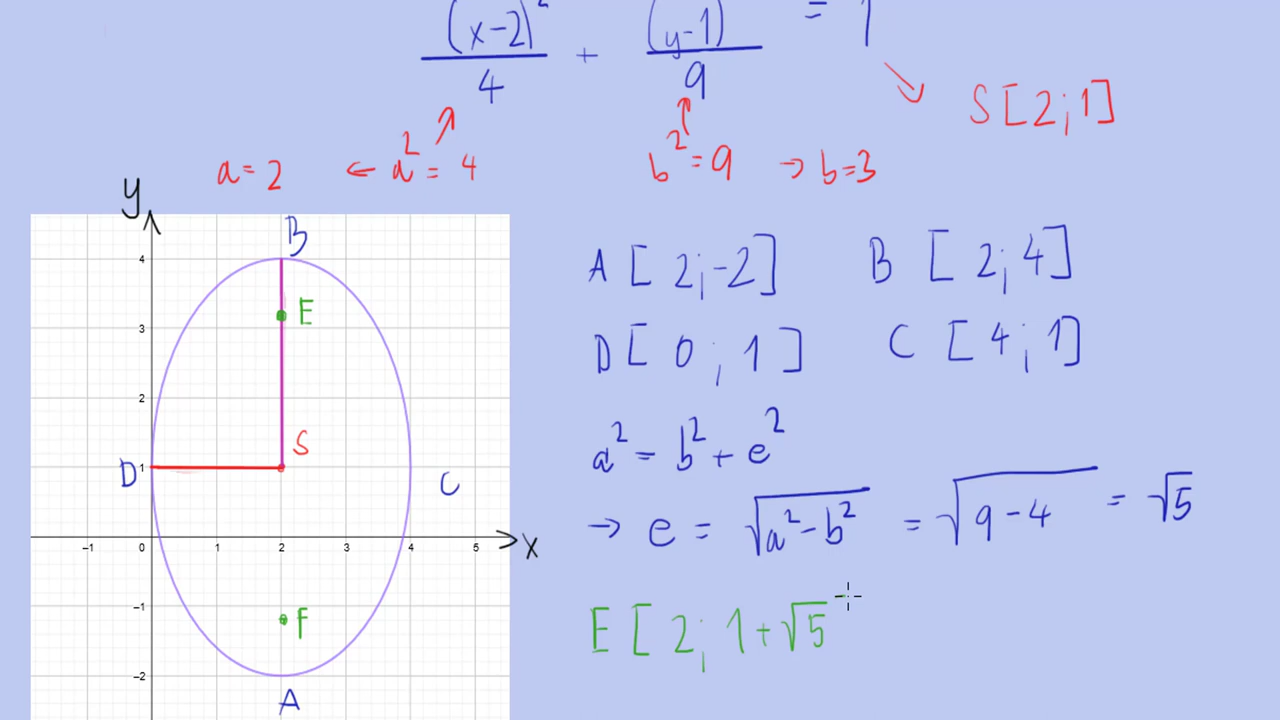 (x-2)² / 4 + (y-1) / 9 = 1
S[2;1]
a=2 ← a² = 4
b² = 9 → b=3
y
B
4
E
3
2
S
D 1
C
-1 0 1 2 3 4 5 x
-1
F
-2
A
A [2;-2] B [2;4]
D [0;1] C [4;1]
a² = b² + e²
→ e = √(a²-b²) = √(9-4) = √5
E [2; 1+√5